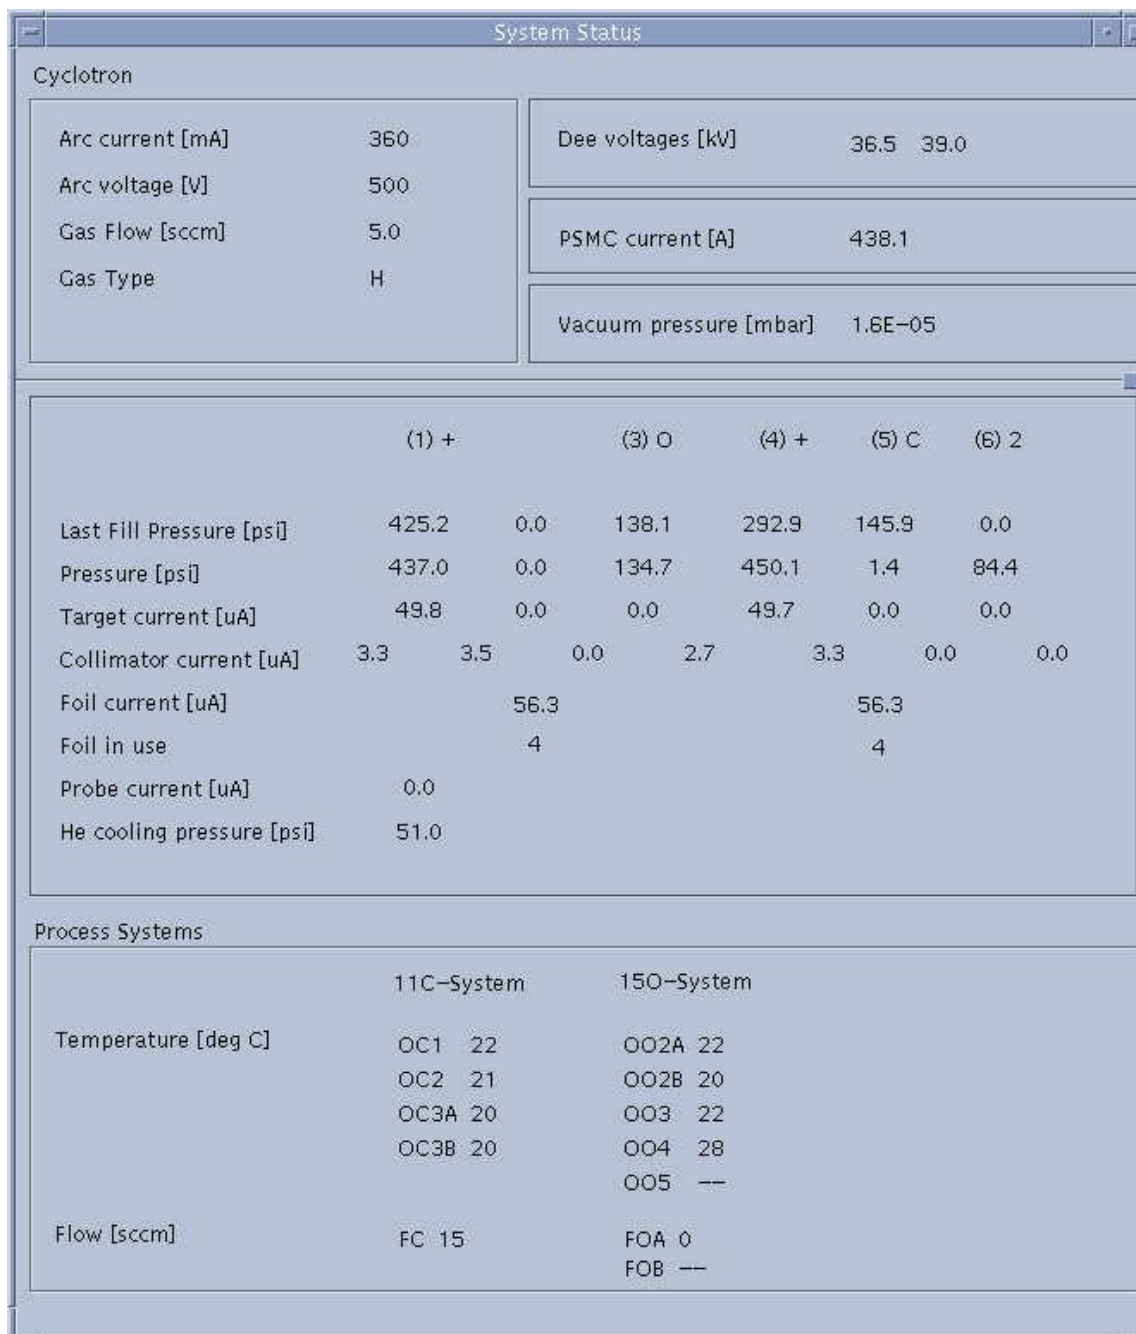 System Status
Cyclotron
Arc current [mA] 360
Arc voltage [V] 500
Gas Flow [sccm] 5.0
Gas Type H
Dee voltages [kV] 36.5 39.0
PSMC current [A] 438.1
Vacuum pressure [mbar] 1.6E-05
(1) + (3) O (4) + (5) C (6) 2
Last Fill Pressure [psi] 425.2 0.0 138.1 292.9 145.9 0.0
Pressure [psi] 437.0 0.0 134.7 450.1 1.4 84.4
Target current [uA] 49.8 0.0 0.0 49.7 0.0 0.0
Collimator current [uA] 3.3 3.5 0.0 2.7 3.3 0.0 0.0
Foil current [uA] 56.3 56.3
Foil in use 4 4
Probe current [uA] 0.0
He cooling pressure [psi] 51.0
Process Systems
11C-System 15O-System
Temperature [deg C] OC1 22 OO2A 22
OC2 21 OO2B 20
OC3A 20 OO3 22
OC3B 20 OO4 28
OO5 --
Flow [sccm] FC 15 FOA 0
FOB --